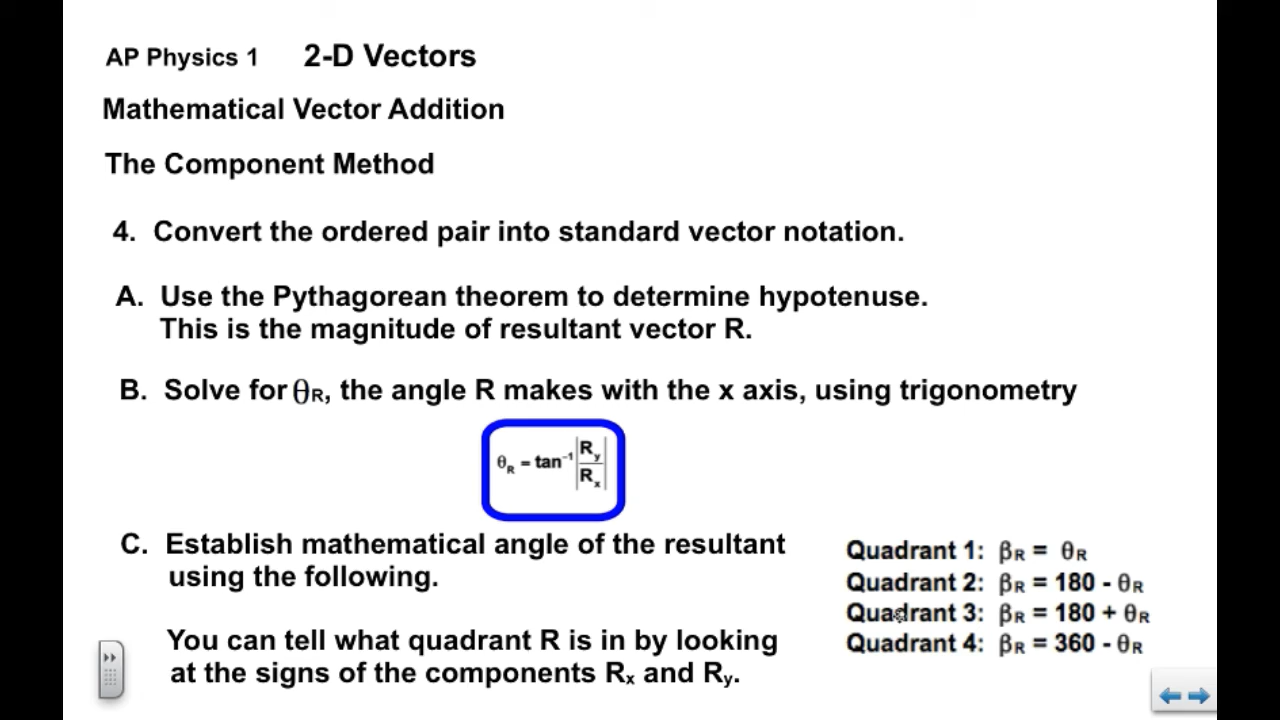 AP Physics 1 2-D Vectors
Mathematical Vector Addition
The Component Method
4. Convert the ordered pair into standard vector notation.
A. Use the Pythagorean theorem to determine hypotenuse.
This is the magnitude of resultant vector R.
B. Solve for θR, the angle R makes with the x axis, using trigonometry
θR = tan⁻¹ |Ry/Rx|
C. Establish mathematical angle of the resultant
using the following.
You can tell what quadrant R is in by looking
at the signs of the components Rx and Ry.
Quadrant 1: βR = θR
Quadrant 2: βR = 180 - θR
Quadrant 3: βR = 180 + θR
Quadrant 4: βR = 360 - θR